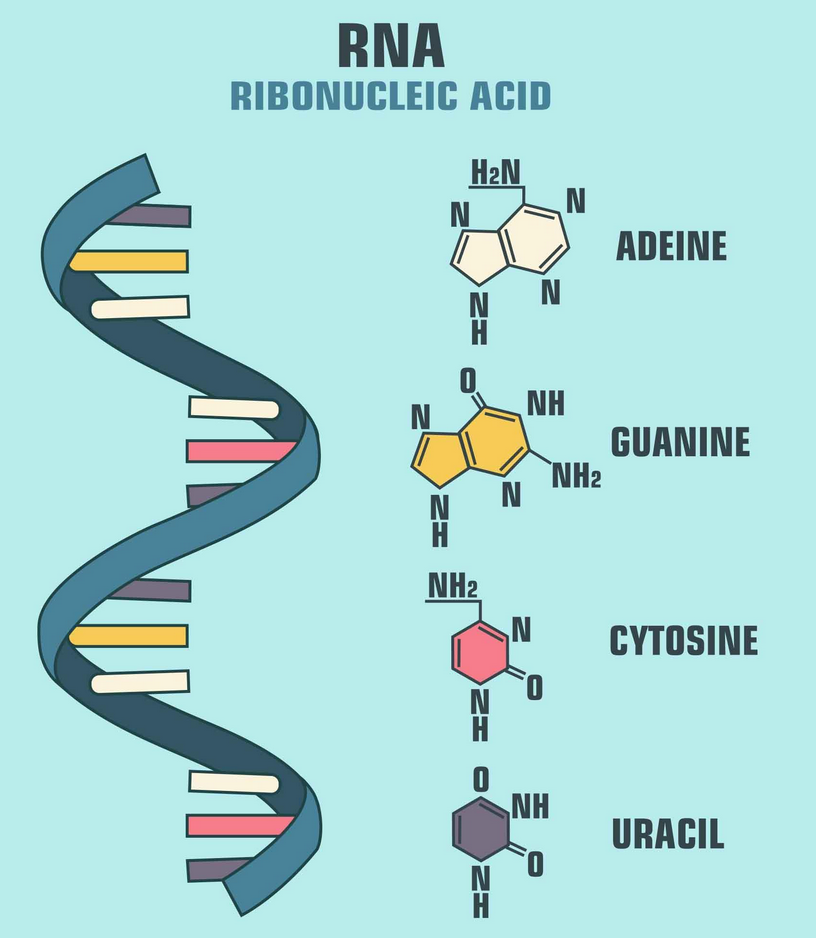 RNA
RIBONUCLEIC ACID
H2N
N
N
ADEINE
N
N
H
O
NH
N
GUANINE
NH2
N
N
H
NH2
N
CYTOSINE
O
N
H
O
NH
URACIL
O
N
H